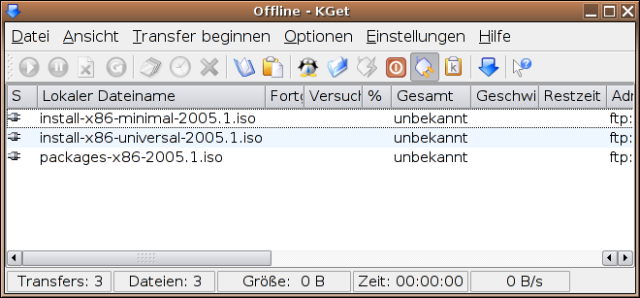 Offline - KGet
Datei Ansicht Transfer beginnen Optionen Einstellungen Hilfe
S Lokaler Dateiname Fortg Versuch % Gesamt Geschwi Restzeit Adr
install-x86-minimal-2005.1.iso unbekannt ftp:
install-x86-universal-2005.1.iso unbekannt ftp:
packages-x86-2005.1.iso unbekannt ftp:
Transfers: 3 Dateien: 3 Größe: 0 B Zeit: 00:00:00 0 B/s